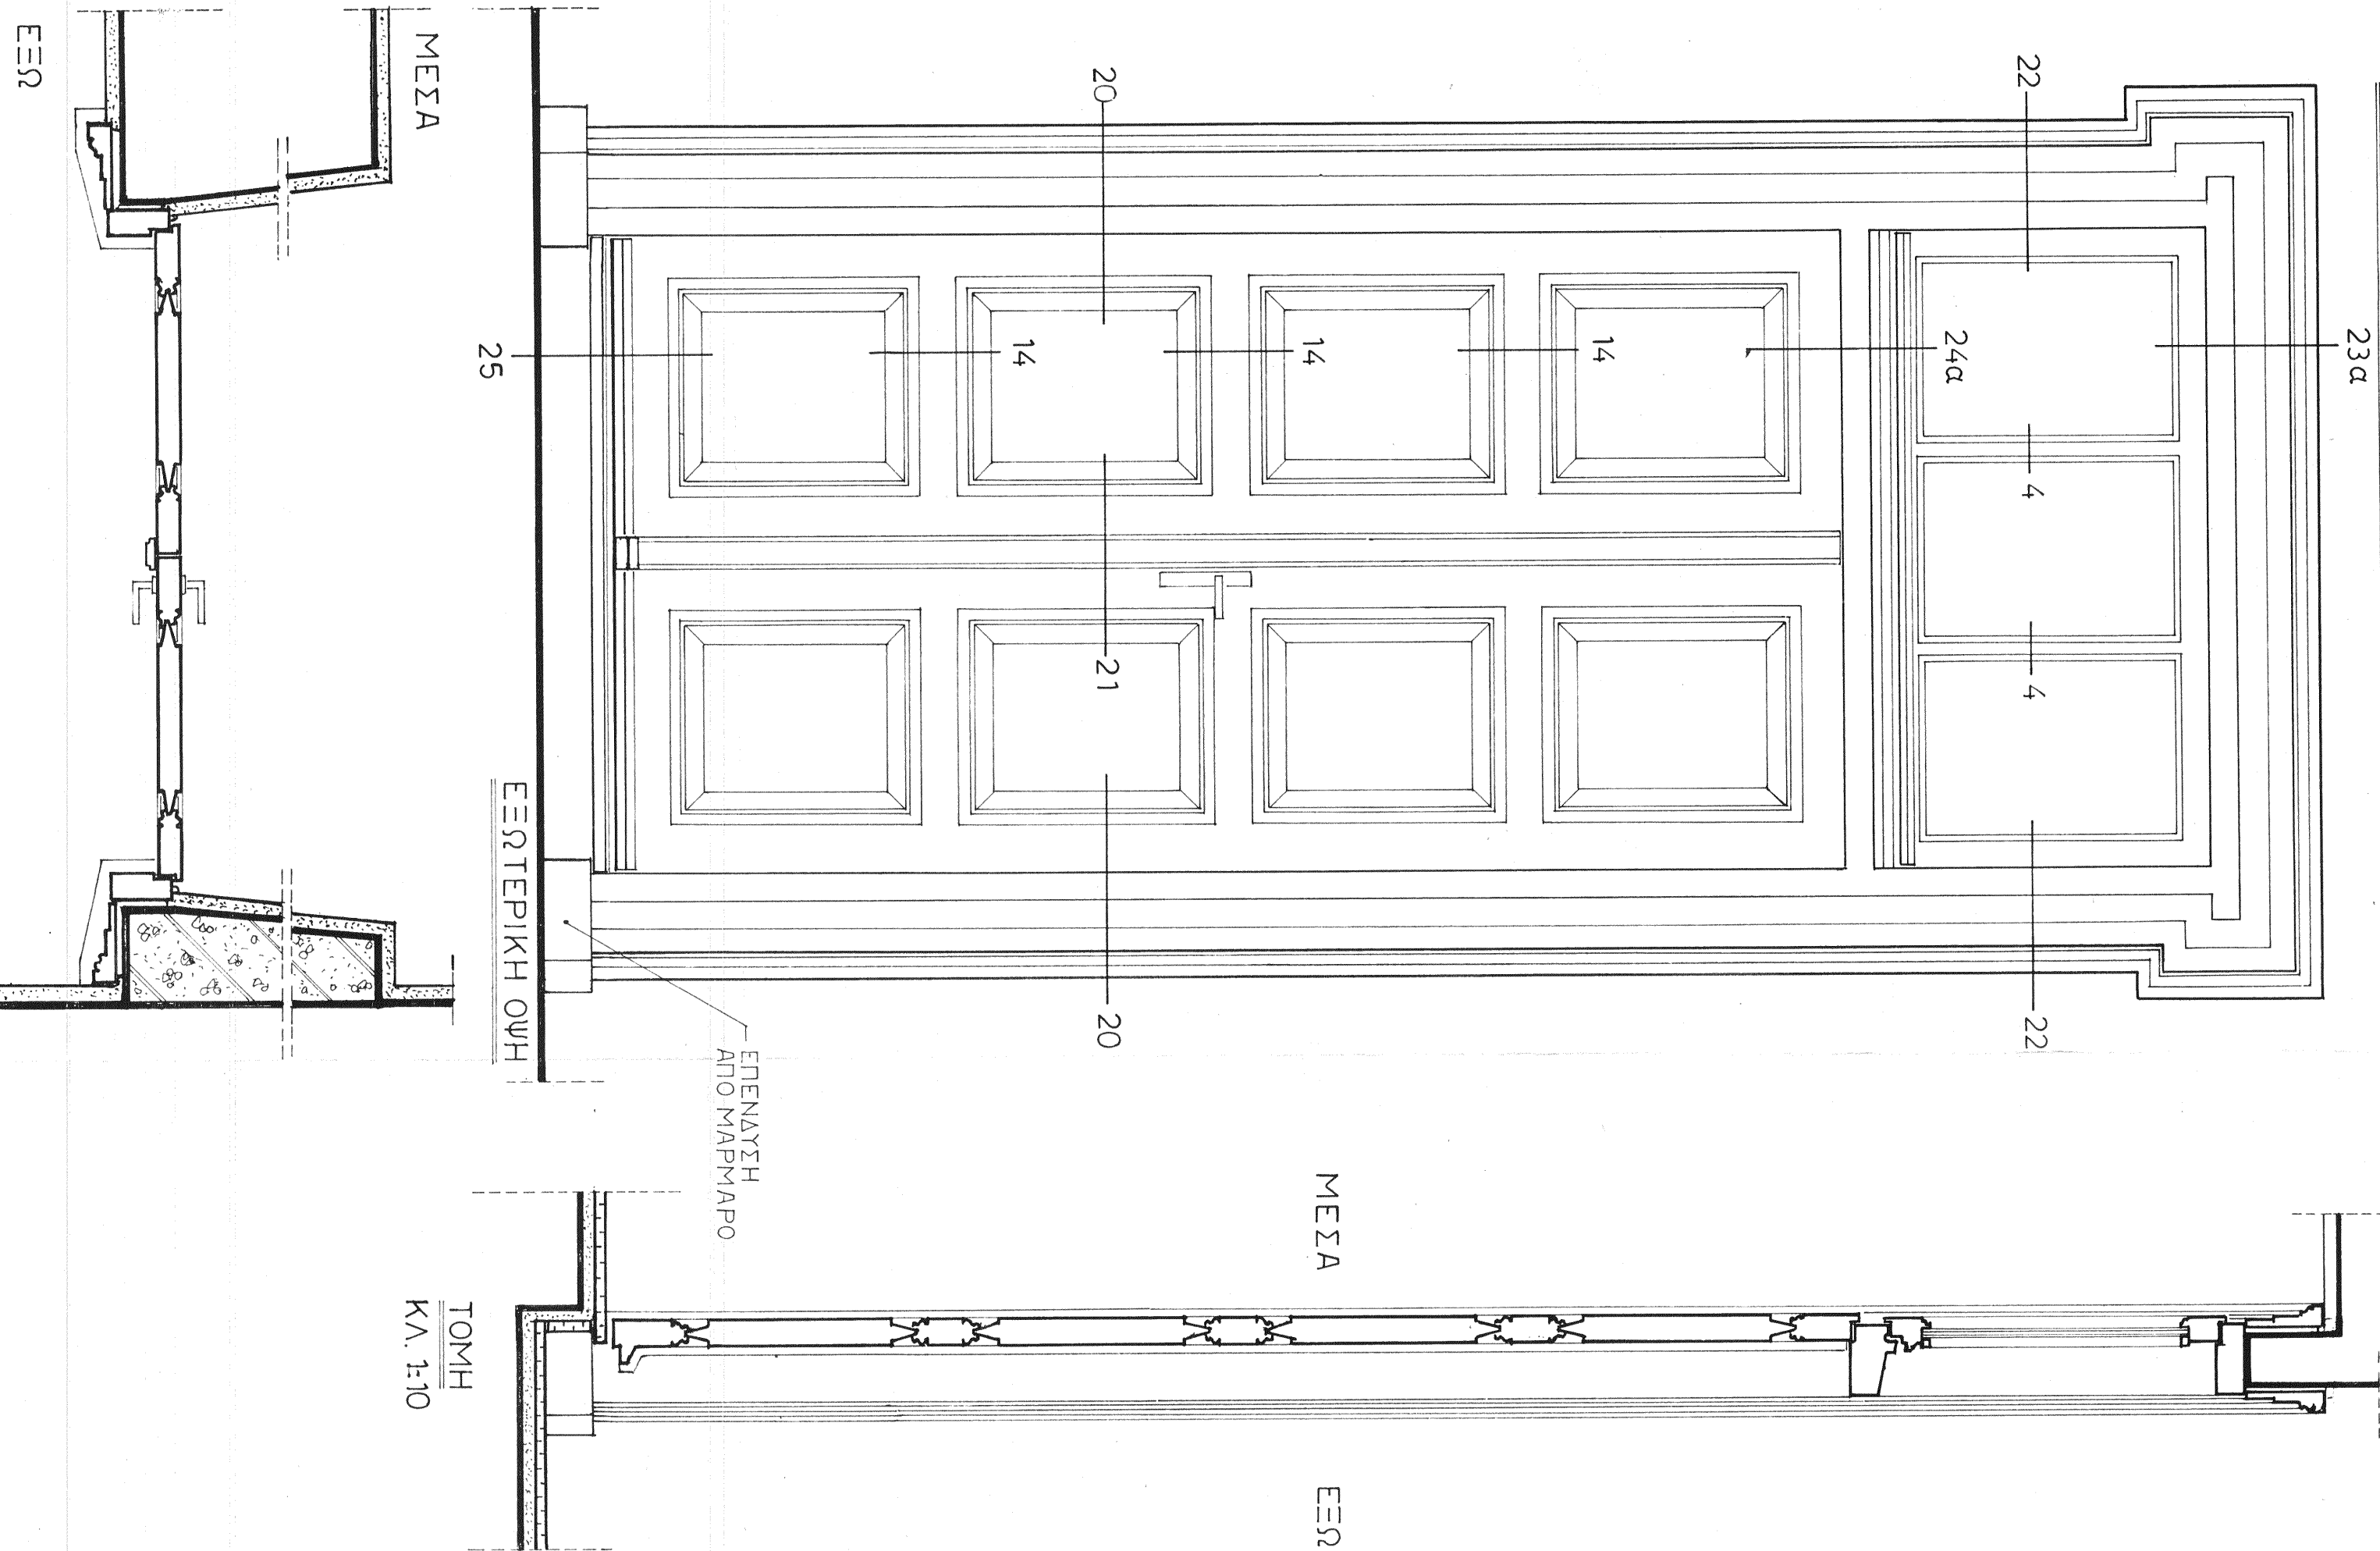 23α
22
22
4
4
24α
14
14
14
20
21
20
25
ΕΠΕΝΔΥΣΗ
ΑΠΟ ΜΑΡΜΑΡΟ
ΕΞΩΤΕΡΙΚΗ ΟΨΗ
ΜΕΣΑ
ΕΞΩ
ΜΕΣΑ
ΕΞΩ
ΤΟΜΗ
ΚΛ. 1:10